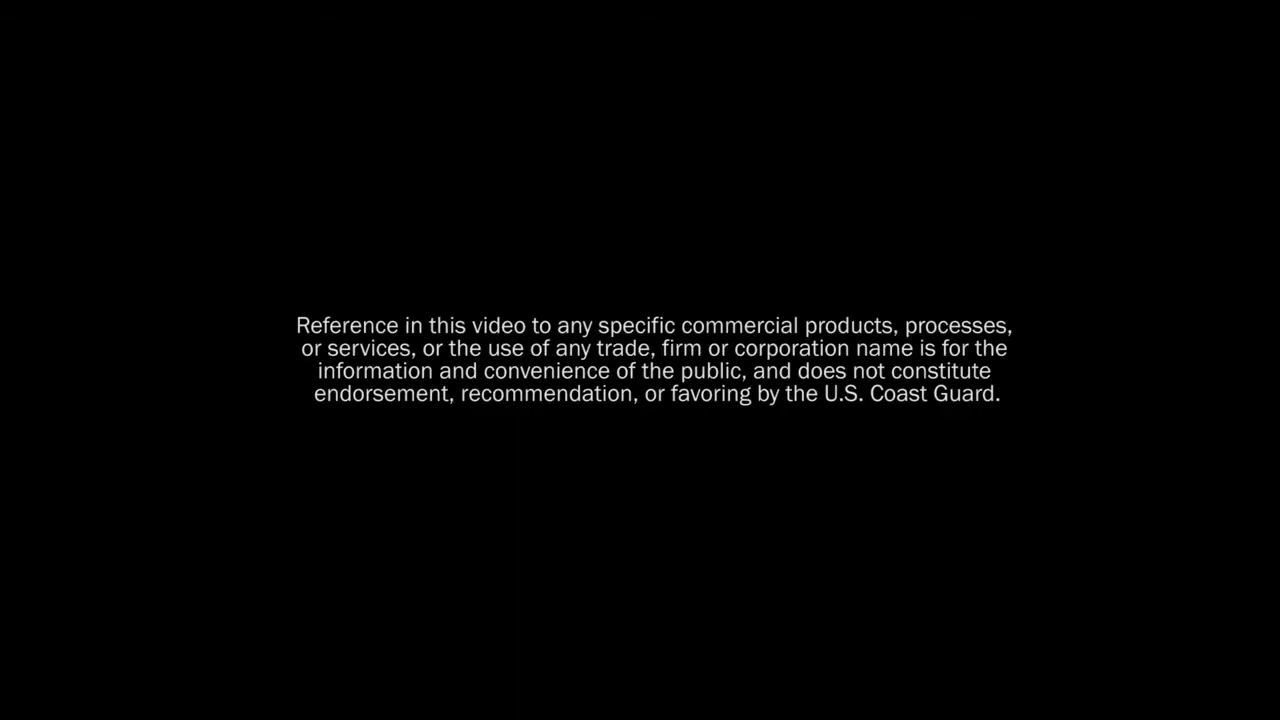 Reference in this video to any specific commercial products, processes,
or services, or the use of any trade, firm or corporation name is for the
information and convenience of the public, and does not constitute
endorsement, recommendation, or favoring by the U.S. Coast Guard.